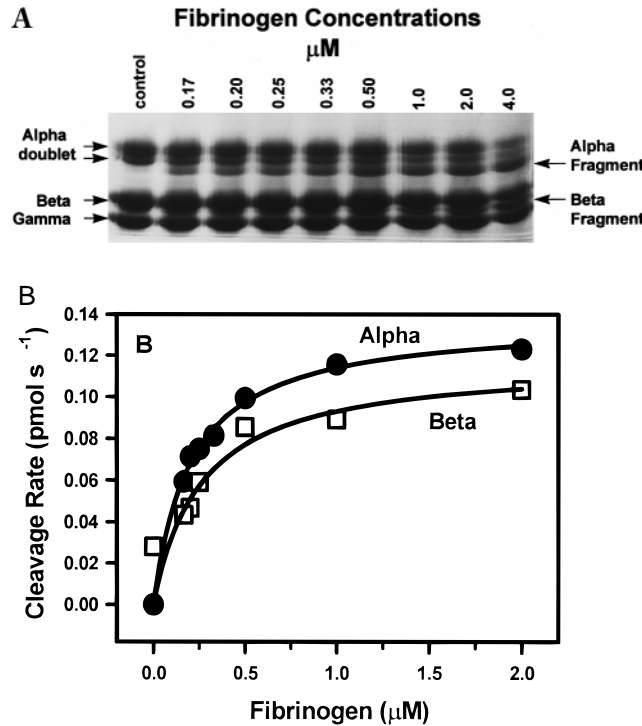 A
Fibrinogen Concentrations
μM
control
0.17
0.20
0.25
0.33
0.50
1.0
2.0
4.0
Alpha
doublet
Beta
Gamma
Alpha
Fragment
Beta
Fragment
B
B
Alpha
Beta
Cleavage Rate (pmol s⁻¹)
0.14
0.12
0.10
0.08
0.06
0.04
0.02
0.00
0.0 0.5 1.0 1.5 2.0
Fibrinogen (μM)